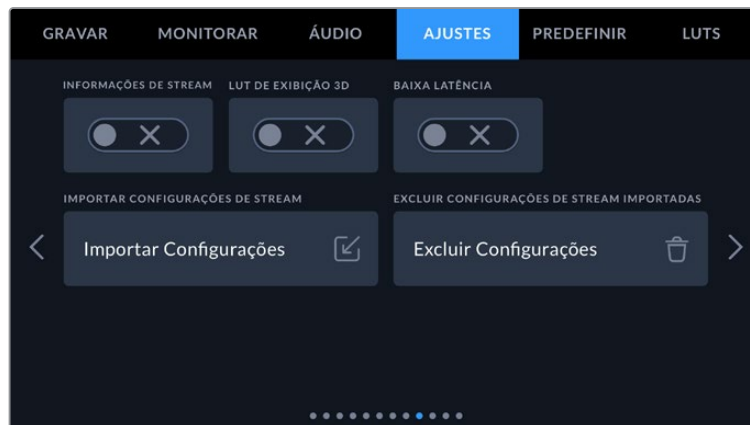 GRAVAR MONITORAR ÁUDIO AJUSTES PREDEFINIR LUTS
INFORMAÇÕES DE STREAM LUT DE EXIBIÇÃO 3D BAIXA LATÊNCIA
IMPORTAR CONFIGURAÇÕES DE STREAM EXCLUIR CONFIGURAÇÕES DE STREAM IMPORTADAS
Importar Configurações Excluir Configurações